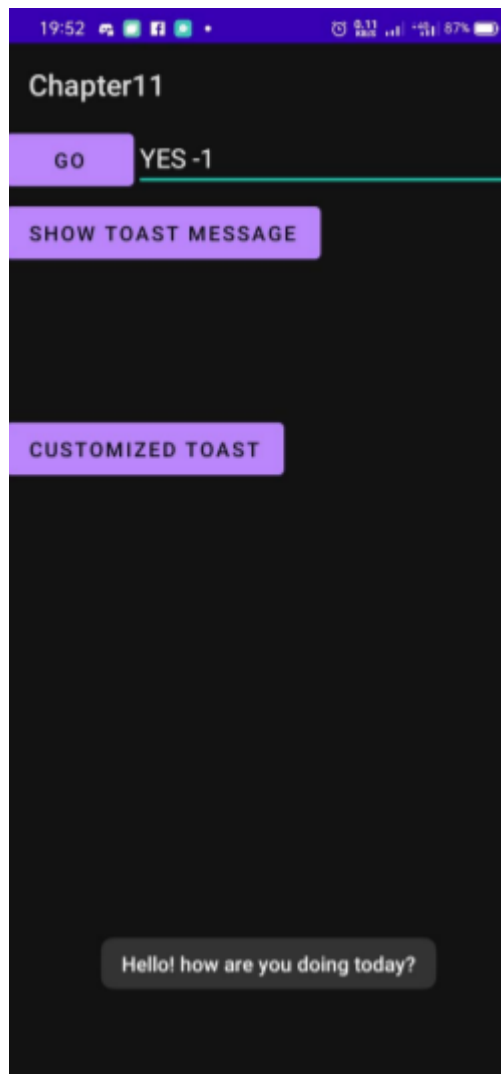 19:52 87%
Chapter11
GO YES -1
SHOW TOAST MESSAGE
CUSTOMIZED TOAST
Hello! how are you doing today?